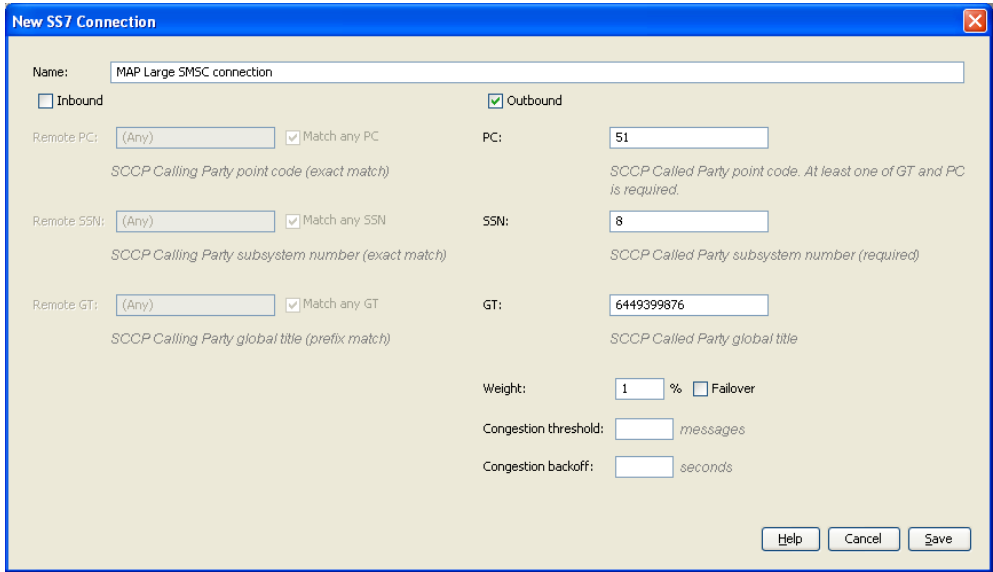 New SS7 Connection
Name: MAP Large SMSC connection
Inbound
Outbound
Remote PC: (Any) Match any PC
PC: 51
SCCP Calling Party point code (exact match)
SCCP Called Party point code. At least one of GT and PC
is required.
Remote SSN: (Any) Match any SSN
SSN: 8
SCCP Calling Party subsystem number (exact match)
SCCP Called Party subsystem number (required)
Remote GT: (Any) Match any GT
GT: 6449399876
SCCP Calling Party global title (prefix match)
SCCP Called Party global title
Weight: 1 % Failover
Congestion threshold: messages
Congestion backoff: seconds
Help Cancel Save